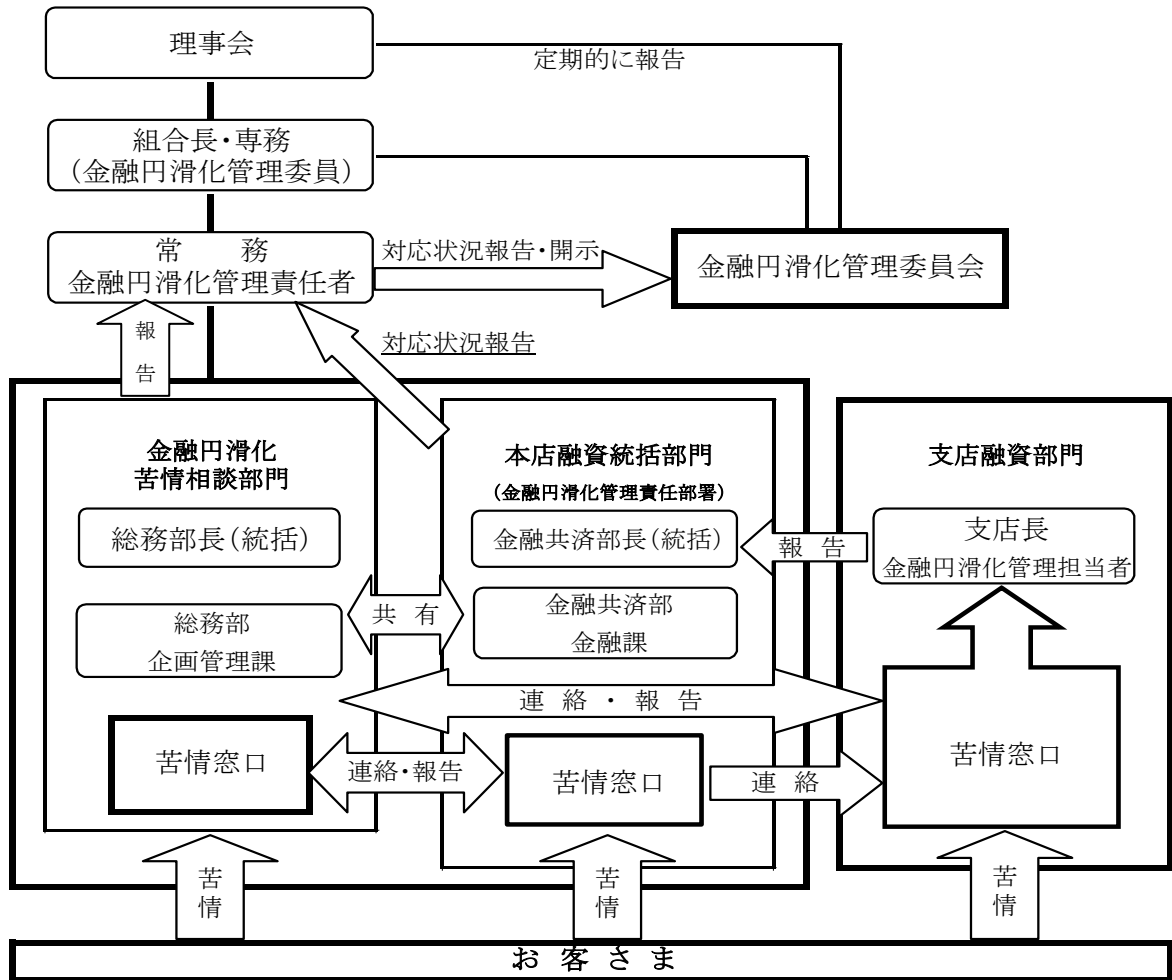 理事会
定期的に報告
組合長・専務
(金融円滑化管理委員)
常　務
金融円滑化管理責任者
対応状況報告・開示
金融円滑化管理委員会
報
告
対応状況報告
金融円滑化
苦情相談部門
総務部長(統括)
総務部
企画管理課
苦情窓口
共 有
連 絡 ・ 報 告
連絡・報告
本店融資統括部門
(金融円滑化管理責任部署)
金融共済部長(統括)
金融共済部
金融課
苦情窓口
報 告
連 絡
支店融資部門
支店長
金融円滑化管理担当者
苦情窓口
苦
情
苦
情
苦
情
お 客 さ ま